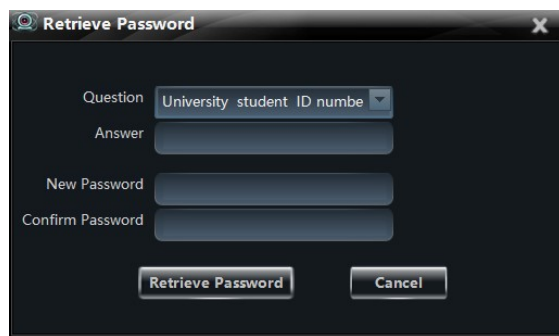 Retrieve Password
Question
University student ID numbe
Answer
New Password
Confirm Password
Retrieve Password
Cancel